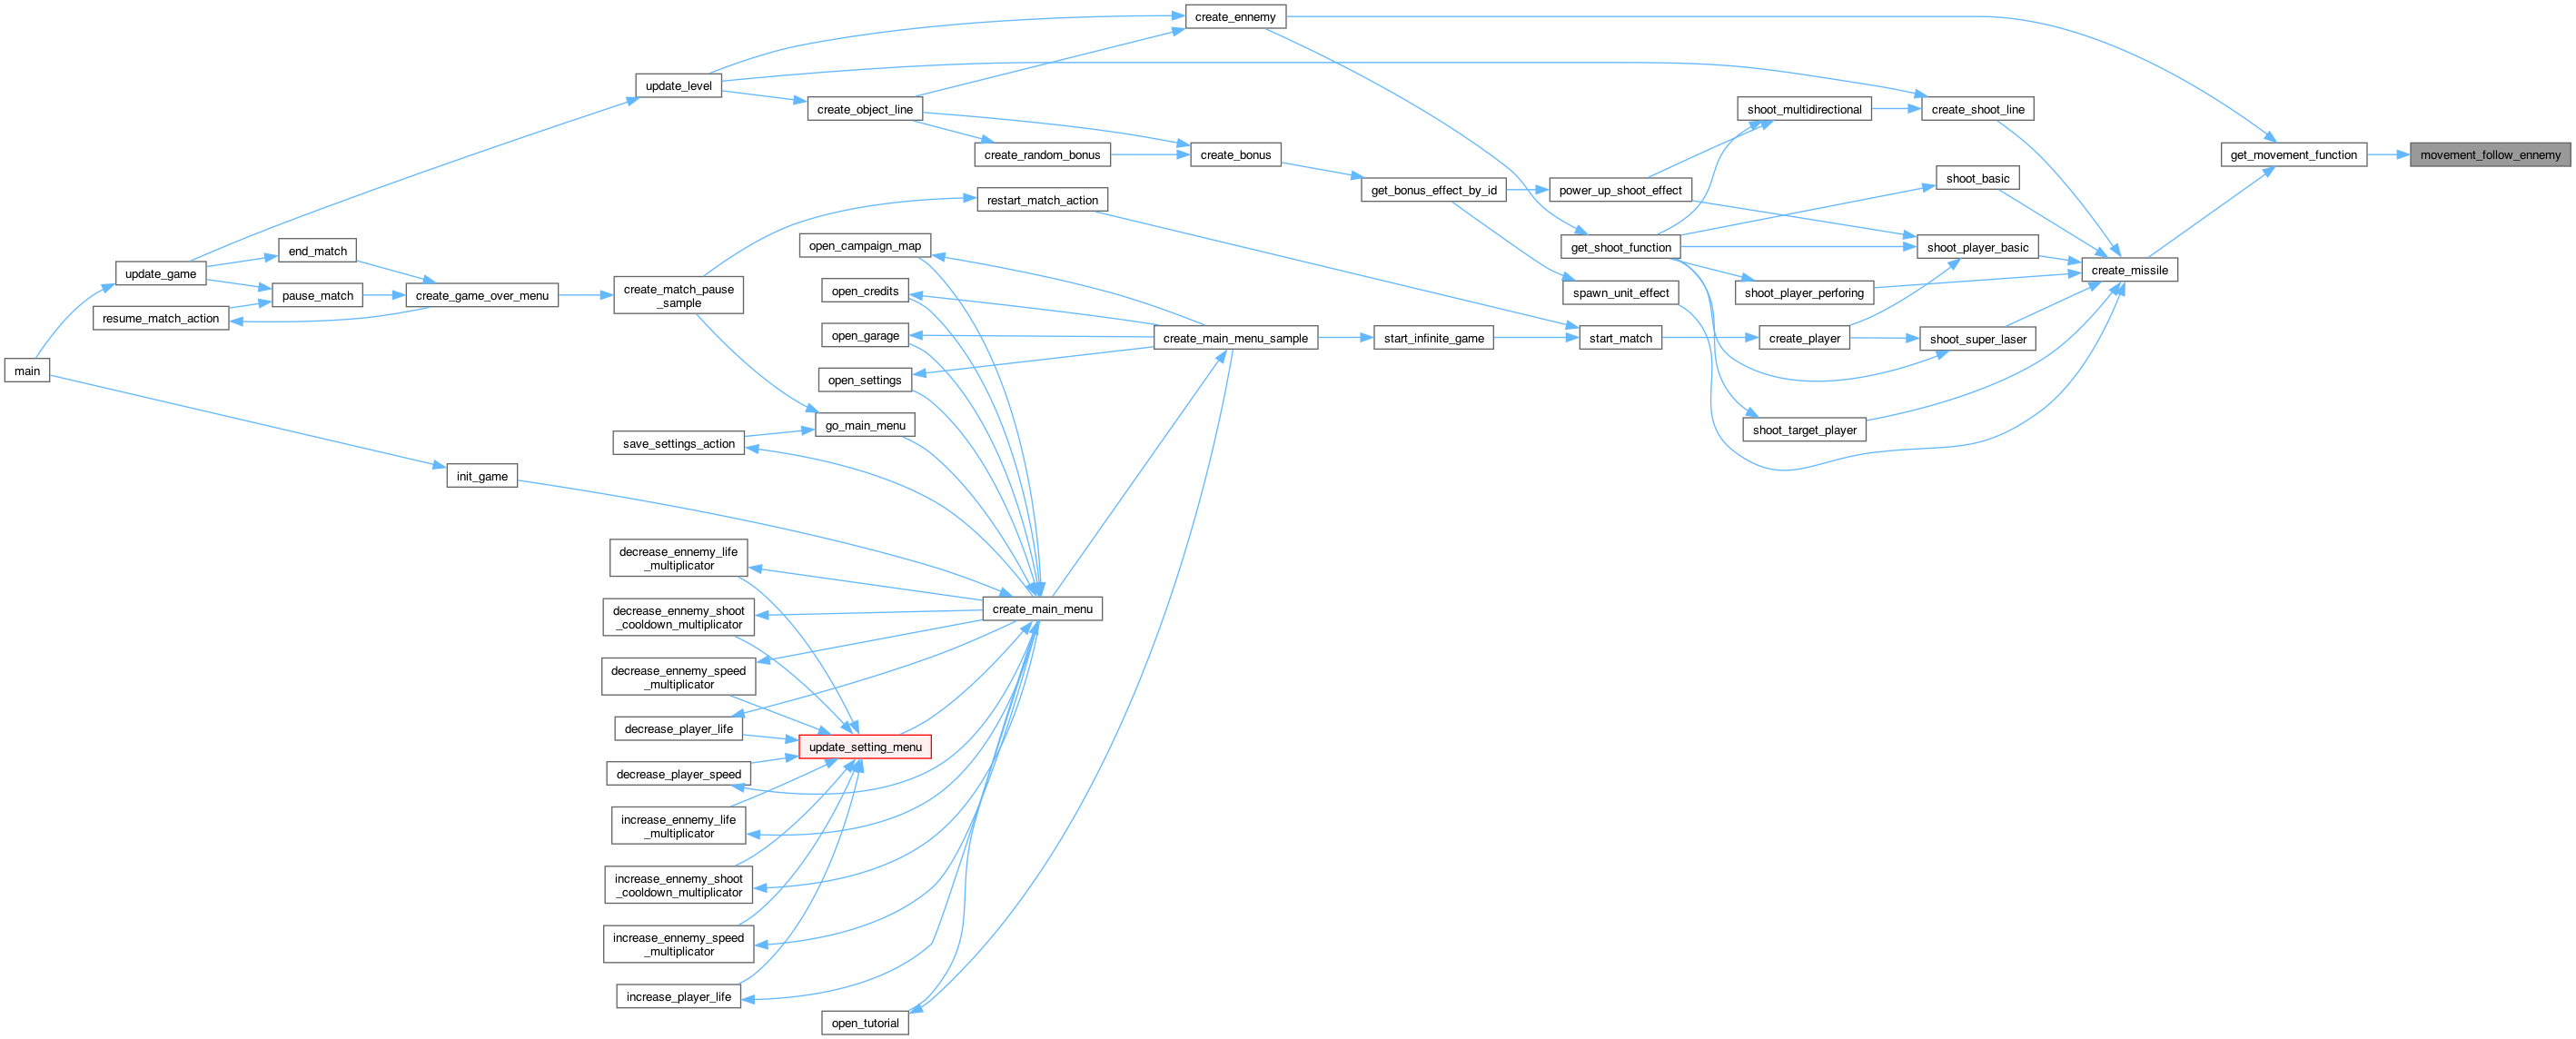 create_ennemy
update_level
create_object_line
shoot_multidirectional
create_shoot_line
create_random_bonus
create_bonus
get_movement_function
movement_follow_ennemy
shoot_basic
get_bonus_effect_by_id
power_up_shoot_effect
restart_match_action
open_campaign_map
get_shoot_function
shoot_player_basic
end_match
update_game
create_missile
pause_match
create_game_over_menu
create_match_pause
_sample
open_credits
spawn_unit_effect
shoot_player_perforing
resume_match_action
open_garage
create_main_menu_sample
start_infinite_game
start_match
create_player
shoot_super_laser
main
open_settings
go_main_menu
shoot_target_player
save_settings_action
init_game
decrease_ennemy_life
_multiplicator
decrease_ennemy_shoot
_cooldown_multiplicator
create_main_menu
decrease_ennemy_speed
_multiplicator
decrease_player_life
update_setting_menu
decrease_player_speed
increase_ennemy_life
_multiplicator
increase_ennemy_shoot
_cooldown_multiplicator
increase_ennemy_speed
_multiplicator
increase_player_life
open_tutorial